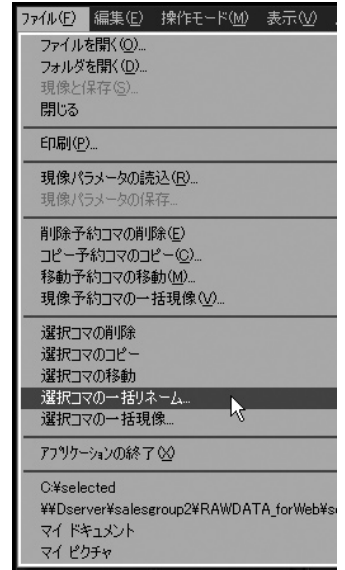 ファイル(F) 編集(E) 操作モード(M) 表示(V)
ファイルを開く(O)...
フォルダを開く(D)...
現像と保存(S)...
閉じる
印刷(P)...
現像パラメータの読込(R)...
現像パラメータの保存...
削除予約コマの削除(E)
コピー予約コマのコピー(C)...
移動予約コマの移動(M)...
現像予約コマの一括現像(V)...
選択コマの削除
選択コマのコピー
選択コマの移動
選択コマの一括リネーム...
選択コマの一括現像...
アプリケーションの終了(X)
C:¥selected
¥¥Dserver¥salesgroup2¥RAWDATA_forWeb¥se
マイ ドキュメント
マイ ピクチャ